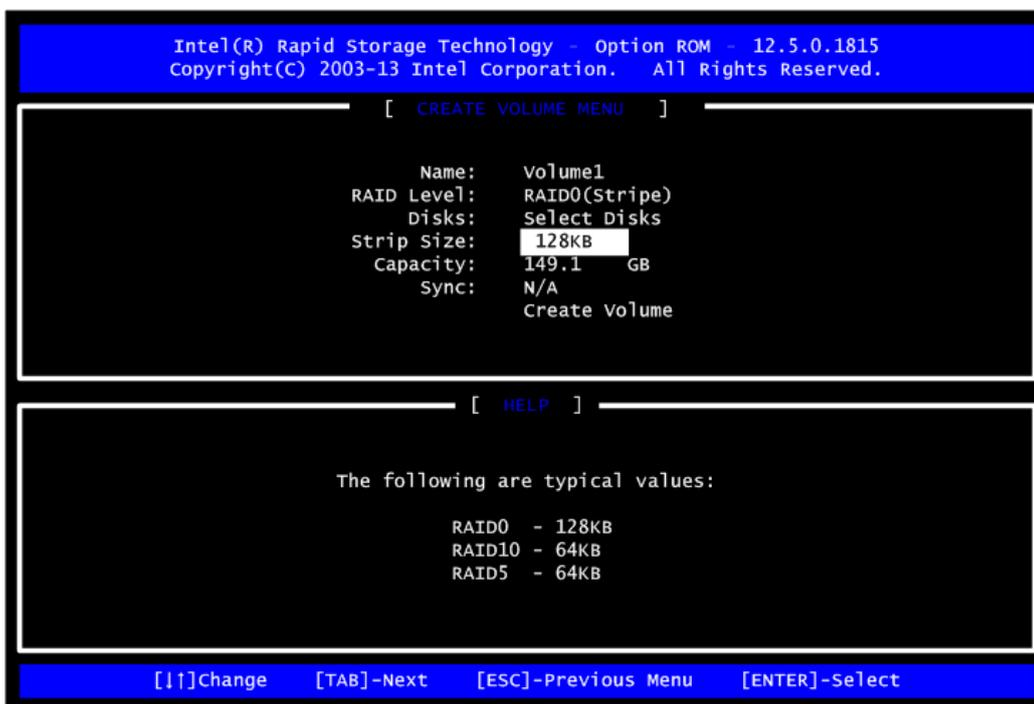 Intel(R) Rapid Storage Technology - Option ROM - 12.5.0.1815
Copyright(C) 2003-13 Intel Corporation. All Rights Reserved.
[ CREATE VOLUME MENU ]
Name: Volume1
RAID Level: RAID0(Stripe)
Disks: Select Disks
Strip Size: 128KB
Capacity: 149.1 GB
Sync: N/A
Create Volume
[ HELP ]
The following are typical values:
RAID0 - 128KB
RAID10 - 64KB
RAID5 - 64KB
[↓↑]Change [TAB]-Next [ESC]-Previous Menu [ENTER]-Select